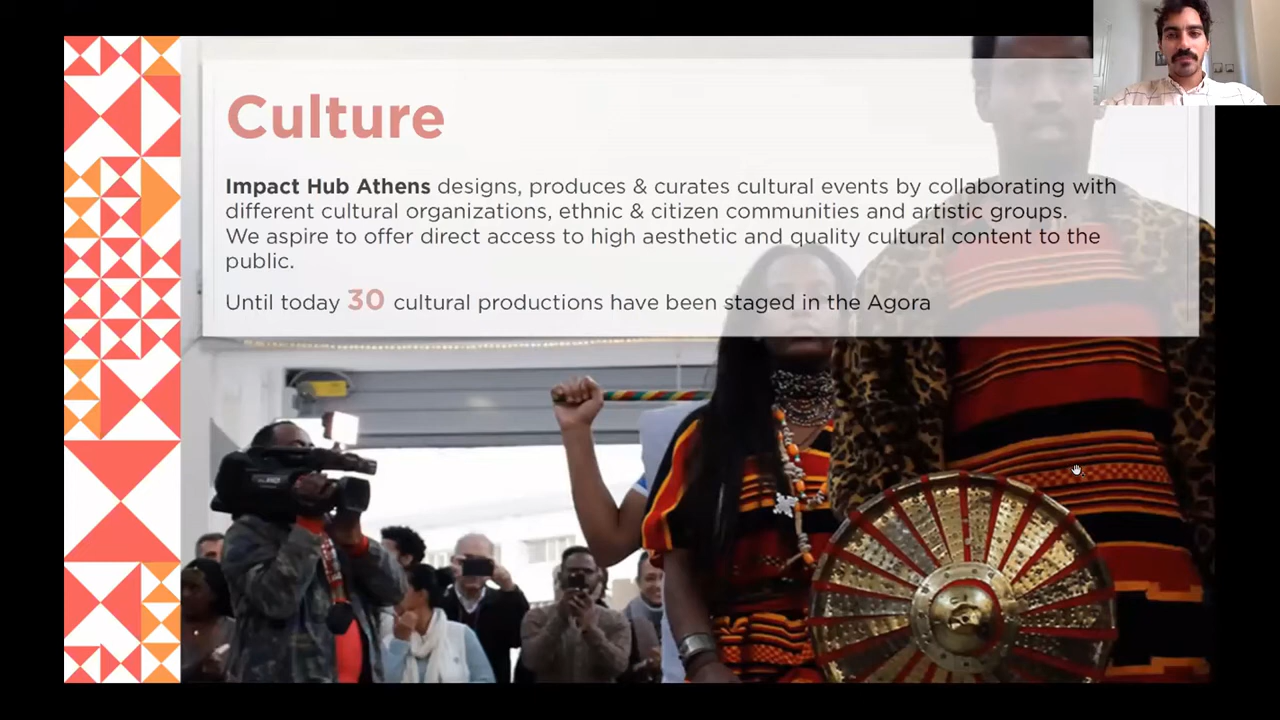 Culture
Impact Hub Athens designs, produces & curates cultural events by collaborating with
different cultural organizations, ethnic & citizen communities and artistic groups.
We aspire to offer direct access to high aesthetic and quality cultural content to the
public.
Until today 30 cultural productions have been staged in the Agora